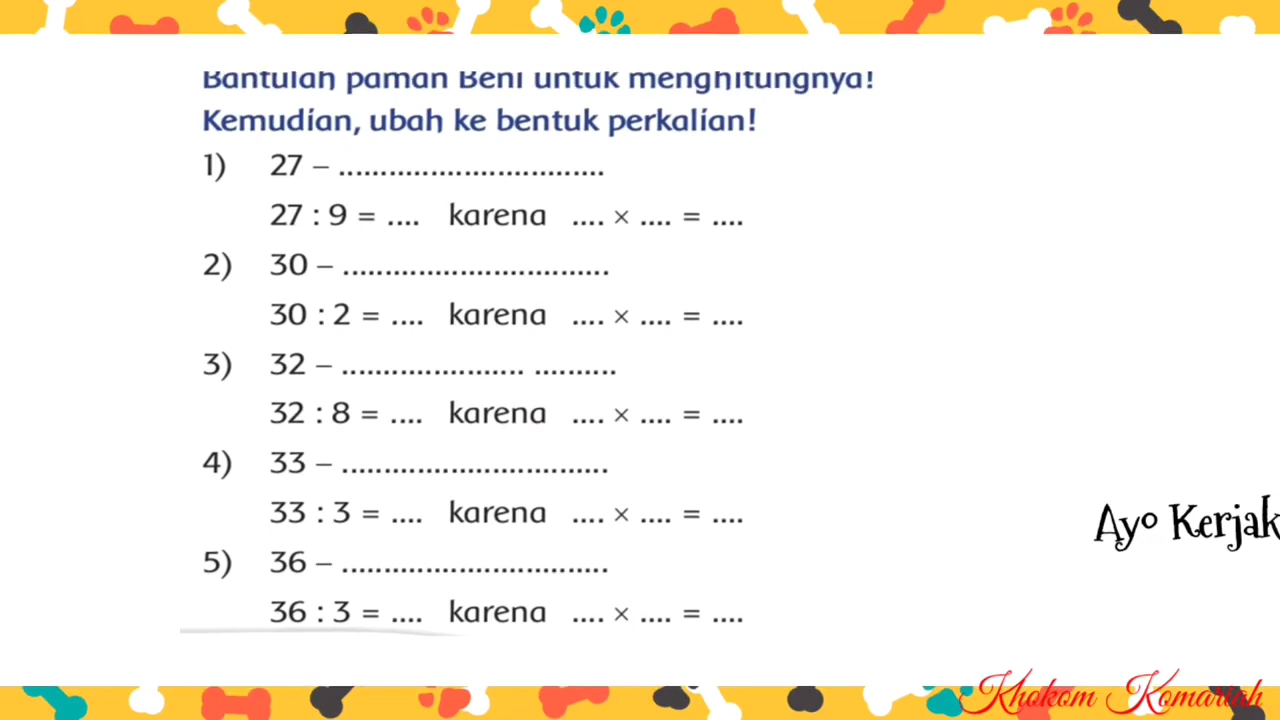 Bantulah paman Beni untuk menghitungnya!
Kemudian, ubah ke bentuk perkalian!
1) 27 – ................................
27 : 9 = .... karena .... × .... = ....
2) 30 – ................................
30 : 2 = .... karena .... × .... = ....
3) 32 – ...................... ..........
32 : 8 = .... karena .... × .... = ....
4) 33 – ................................
33 : 3 = .... karena .... × .... = ....
5) 36 – ................................
36 : 3 = .... karena .... × .... = ....
Ayo Kerjak
Khokom Komariah